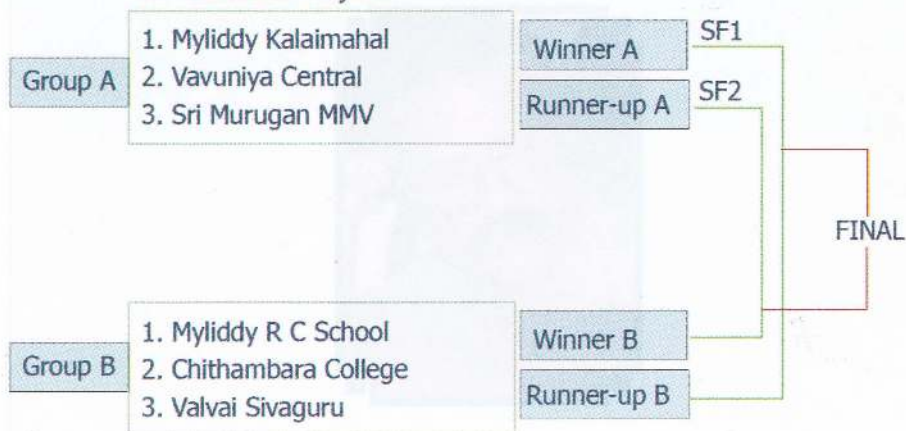 Group A
1. Myliddy Kalaimahal
2. Vavuniya Central
3. Sri Murugan MMV
Winner A
SF1
Runner-up A
SF2
FINAL
Group B
1. Myliddy R C School
2. Chithambara College
3. Valvai Sivaguru
Winner B
Runner-up B